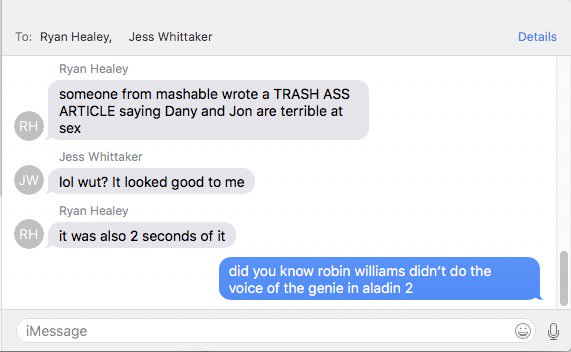 To: Ryan Healey, Jess Whittaker Details
Ryan Healey
someone from mashable wrote a TRASH ASS
ARTICLE saying Dany and Jon are terrible at
sex
RH
Jess Whittaker
JW
lol wut? It looked good to me
Ryan Healey
RH
it was also 2 seconds of it
did you know robin williams didn't do the
voice of the genie in aladin 2
iMessage